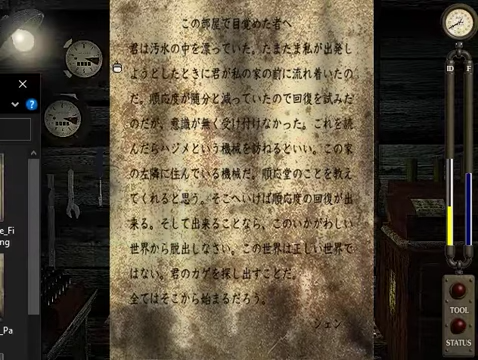 この部屋で目覚めた者へ
君は汚水の中を漂っていた。たまたま私が出発し
ようとしたときに君が私の家の前に流れ着いたの
だ。順応度が随分と減っていたので回復を試みた
のだが、意識が無く受け付けなかった。これを読
んだらハジメという機械を訪ねるといい。この家
の左隣に住んでいる機械だ。順応堂のことを教え
てくれると思う。そこへいけば順応度の回復が出
来る。そして出来ることなら、このいかがわしい
世界から脱出しなさい。この世界は正しい世界で
はない。君のカゲを探し出すことだ。
全てはそこから始まるだろう。
シェン
ID
F
TOOL
STATUS
e_Fi
ng
_Pa